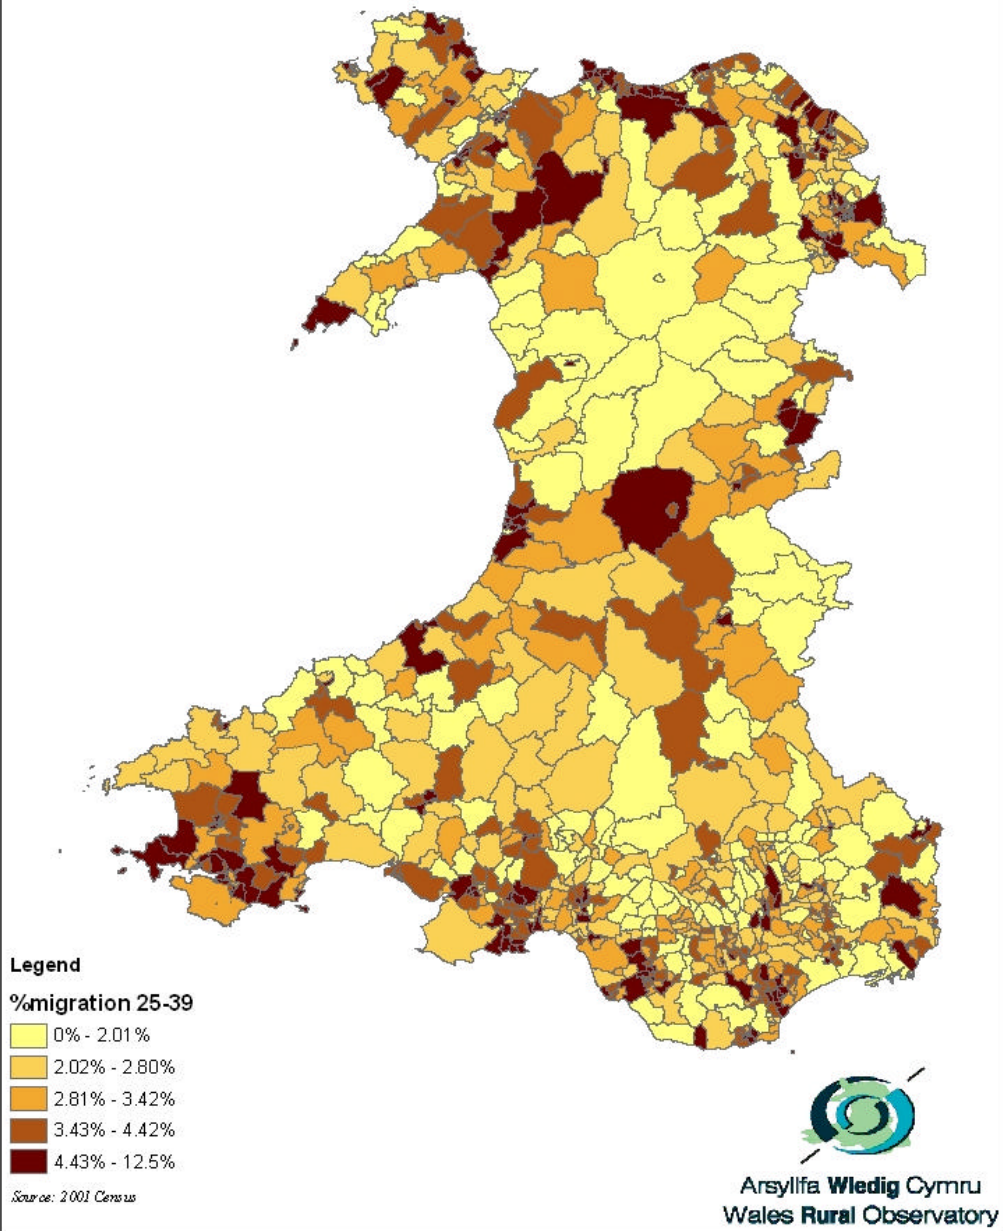 Legend
%migration 25-39
0% - 2.01%
2.02% - 2.80%
2.81% - 3.42%
3.43% - 4.42%
4.43% - 12.5%
Source: 2001 Census
Arsyllfa Wledig Cymru
Wales Rural Observatory